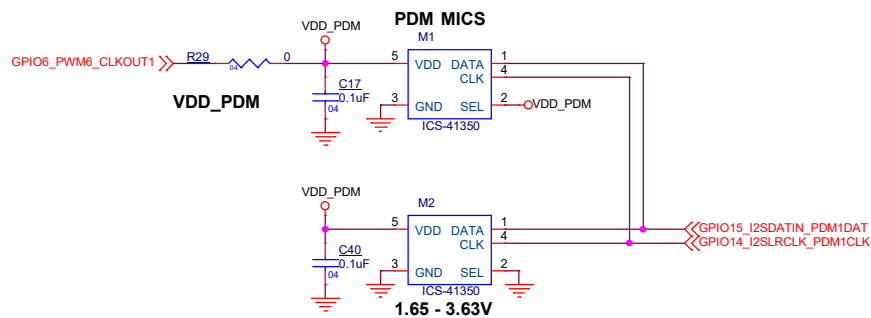 PDM MICS
VDD_PDM
M1
GPIO6_PWM6_CLKOUT1
R29
0
04
5
VDD
DATA
1
CLK
4
VDD_PDM
C17
0.1uF
04
3
GND
SEL
2
VDD_PDM
ICS-41350
VDD_PDM
M2
5
VDD
DATA
1
CLK
4
GPIO15_I2SDATIN_PDM1DAT
GPIO14_I2SLRCLK_PDM1CLK
C40
0.1uF
04
3
GND
SEL
2
ICS-41350
1.65 - 3.63V